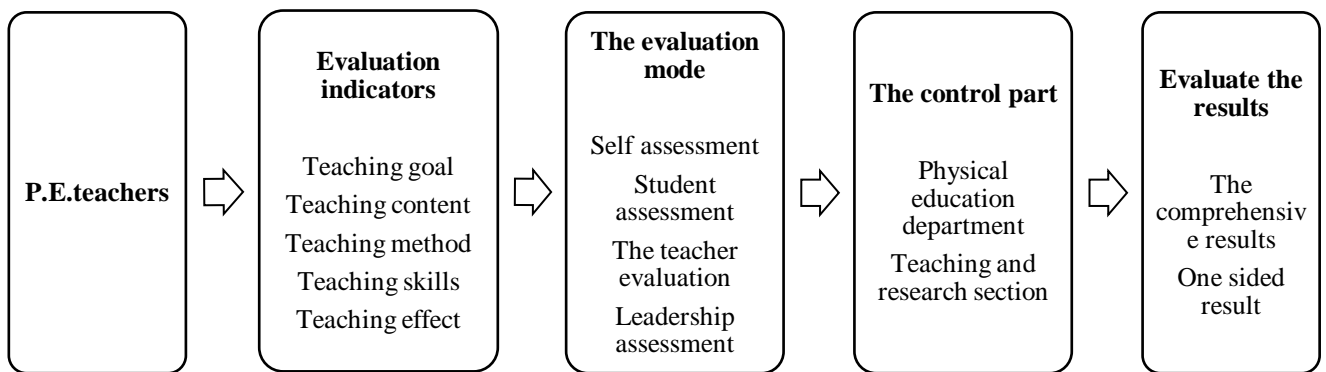 P.E.teachers
Evaluation
indicators
Teaching goal
Teaching content
Teaching method
Teaching skills
Teaching effect
The evaluation
mode
Self assessment
Student
assessment
The teacher
evaluation
Leadership
assessment
The control part
Physical
education
department
Teaching and
research section
Evaluate the
results
The
comprehensiv
e results
One sided
result